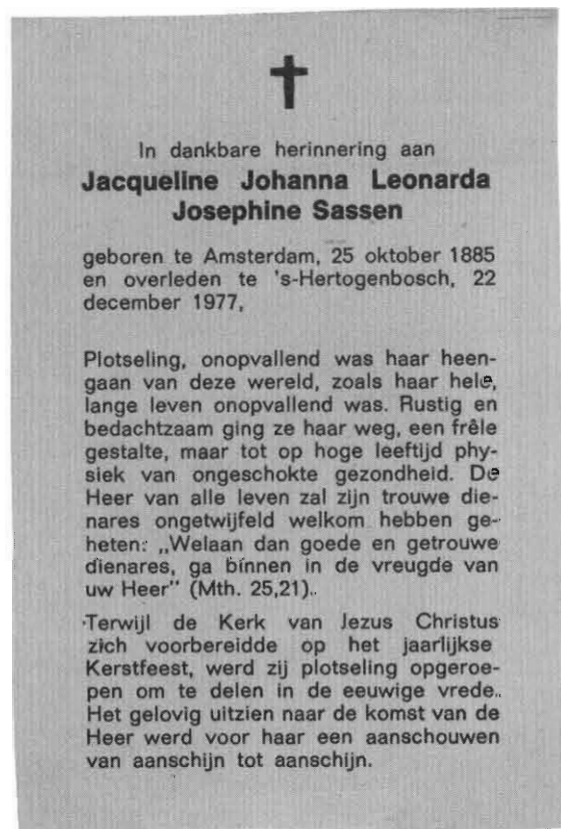 In dankbare herinnering aan
Jacqueline Johanna Leonarda
Josephine Sassen
geboren te Amsterdam, 25 oktober 1885
en overleden te 's-Hertogenbosch, 22
december 1977,
Plotseling, onopvallend was haar heen-
gaan van deze wereld, zoals haar hele,
lange leven onopvallend was. Rustig en
bedachtzaam ging ze haar weg, een frêle
gestalte, maar tot op hoge leeftijd phy-
siek van ongeschokte gezondheid. De
Heer van alle leven zal zijn trouwe die-
nares ongetwijfeld welkom hebben ge-
heten: „Welaan dan goede en getrouwe
dienares, ga binnen in de vreugde van
uw Heer" (Mth. 25,21).
Terwijl de Kerk van Jezus Christus
zich voorbereidde op het jaarlijkse
Kerstfeest, werd zij plotseling opgeroe-
pen om te delen in de eeuwige vrede.
Het gelovig uitzien naar de komst van de
Heer werd voor haar een aanschouwen
van aanschijn tot aanschijn.